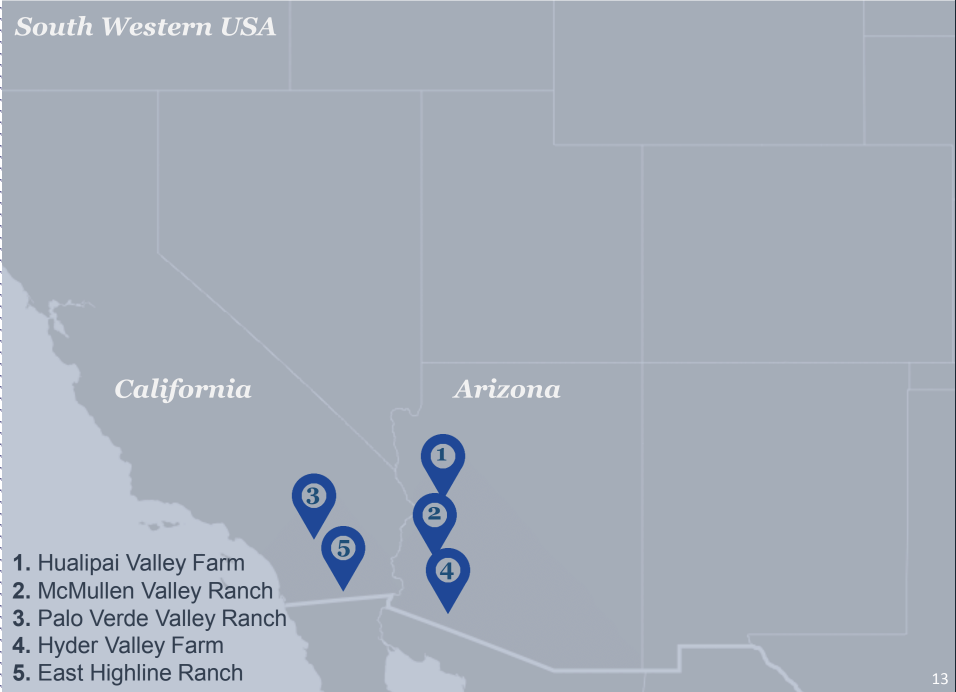 South Western USA
California
Arizona
1
2
3
4
5
1. Hualipai Valley Farm
2. McMullen Valley Ranch
3. Palo Verde Valley Ranch
4. Hyder Valley Farm
5. East Highline Ranch
13